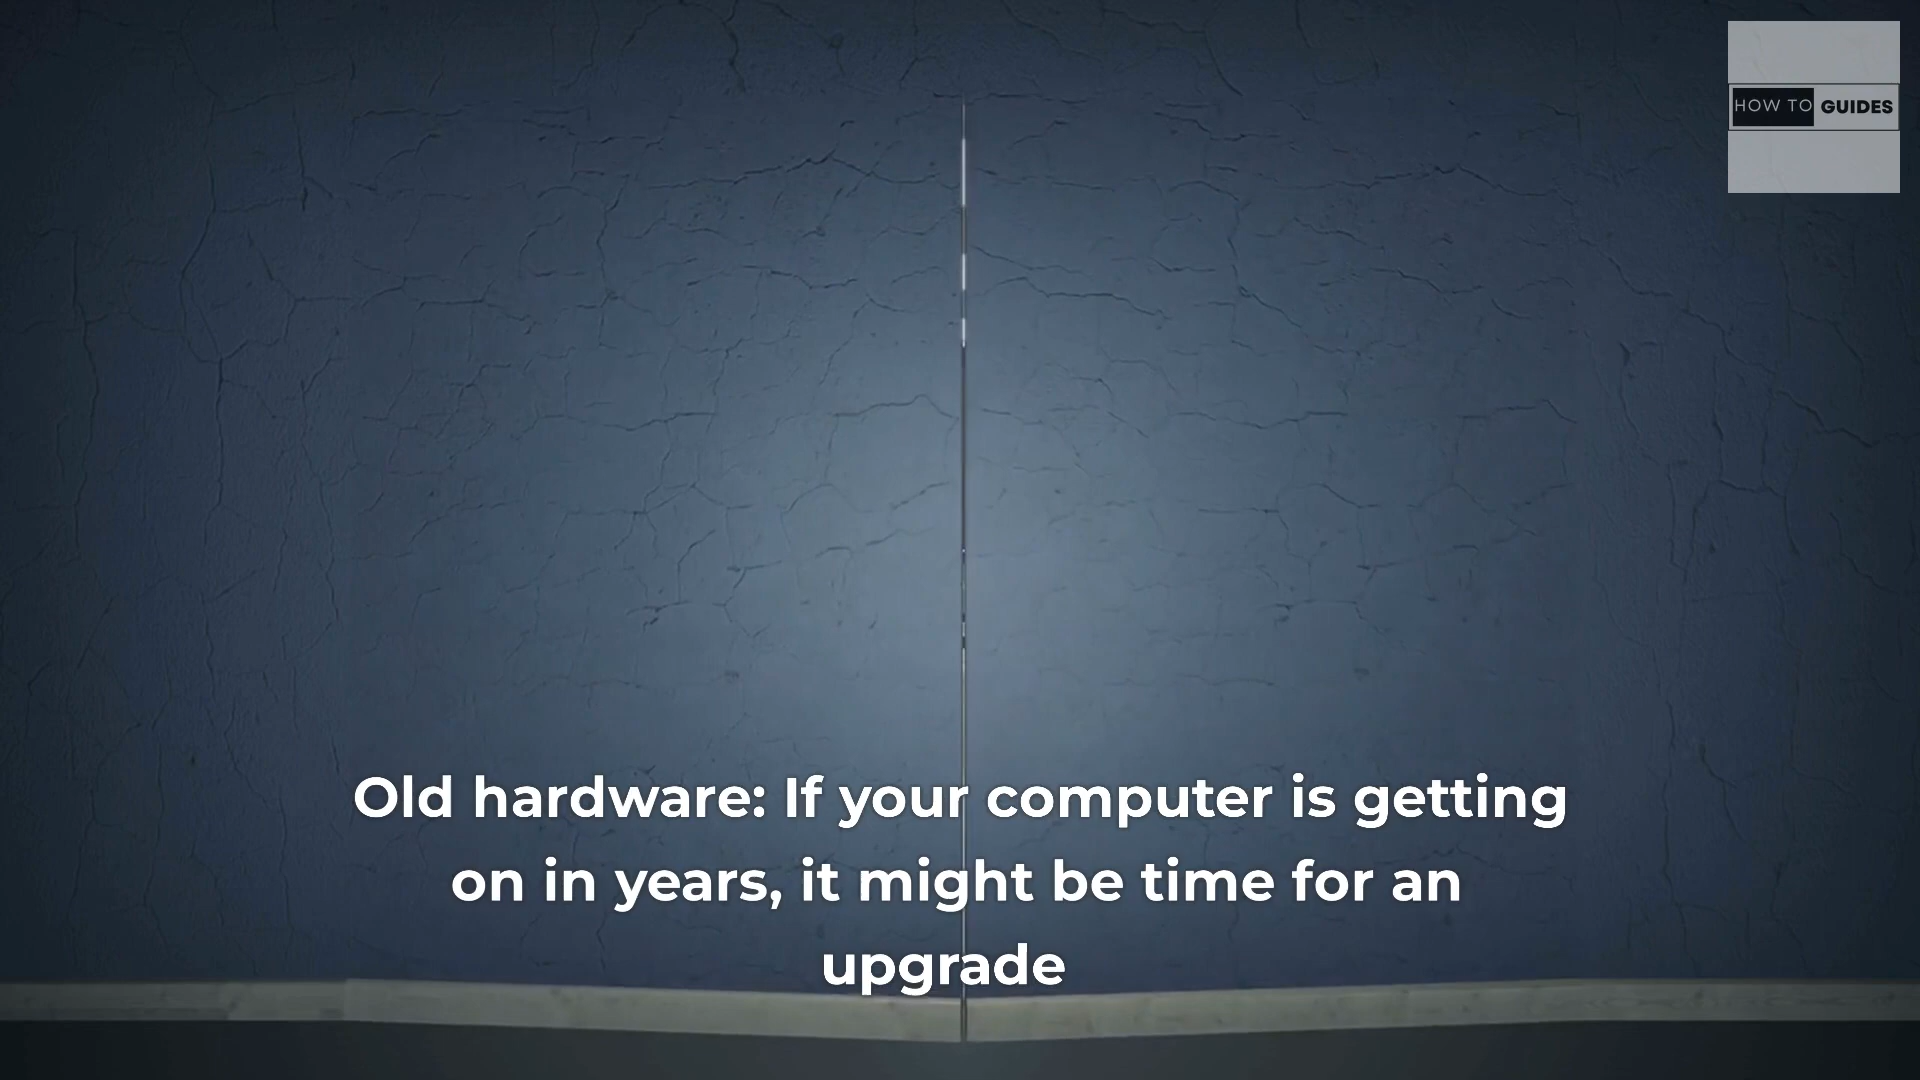 HOW TO GUIDES
Old hardware: If your computer is getting
on in years, it might be time for an
upgrade